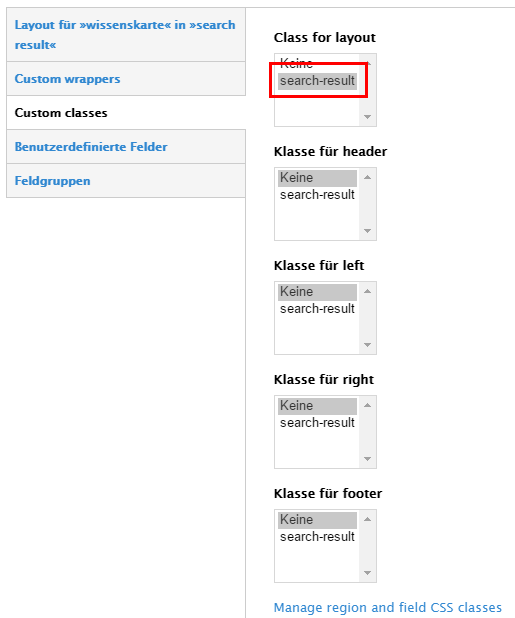 Layout für »wissenskarte« in »search
result«
Custom wrappers
Custom classes
Benutzerdefinierte Felder
Feldgruppen
Class for layout
Keine
search-result
Klasse für header
Keine
search-result
Klasse für left
Keine
search-result
Klasse für right
Keine
search-result
Klasse für footer
Keine
search-result
Manage region and field CSS classes